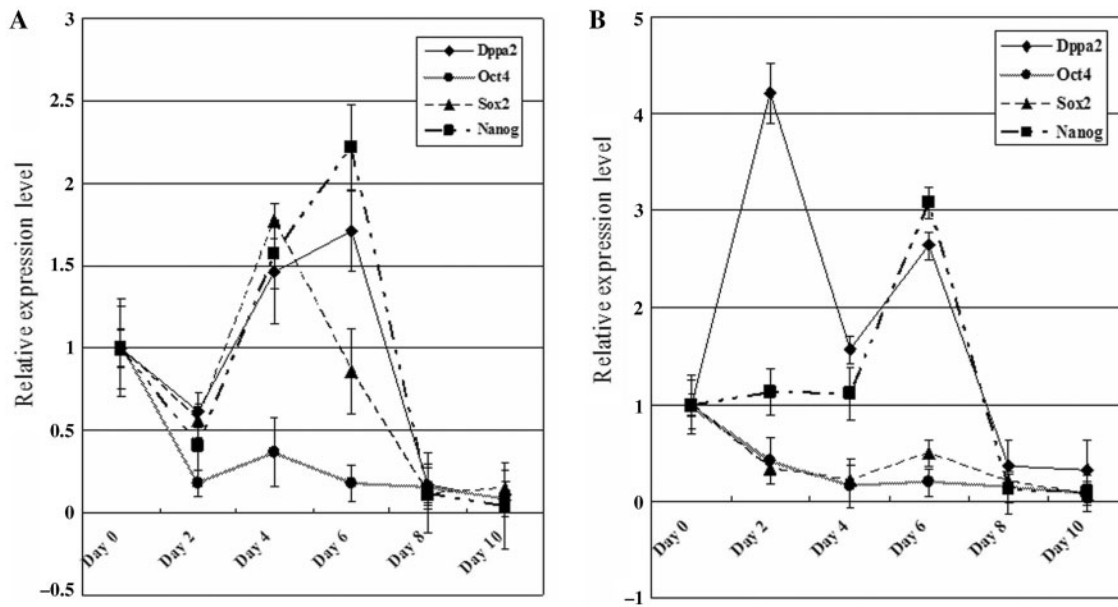 A
Relative expression level
3
2.5
2
1.5
1
0.5
0
–0.5
Dppa2
Oct4
Sox2
Nanog
Day 0
Day 2
Day 4
Day 6
Day 8
Day 10
B
Relative expression level
5
4
3
2
1
0
–1
Dppa2
Oct4
Sox2
Nanog
Day 0
Day 2
Day 4
Day 6
Day 8
Day 10